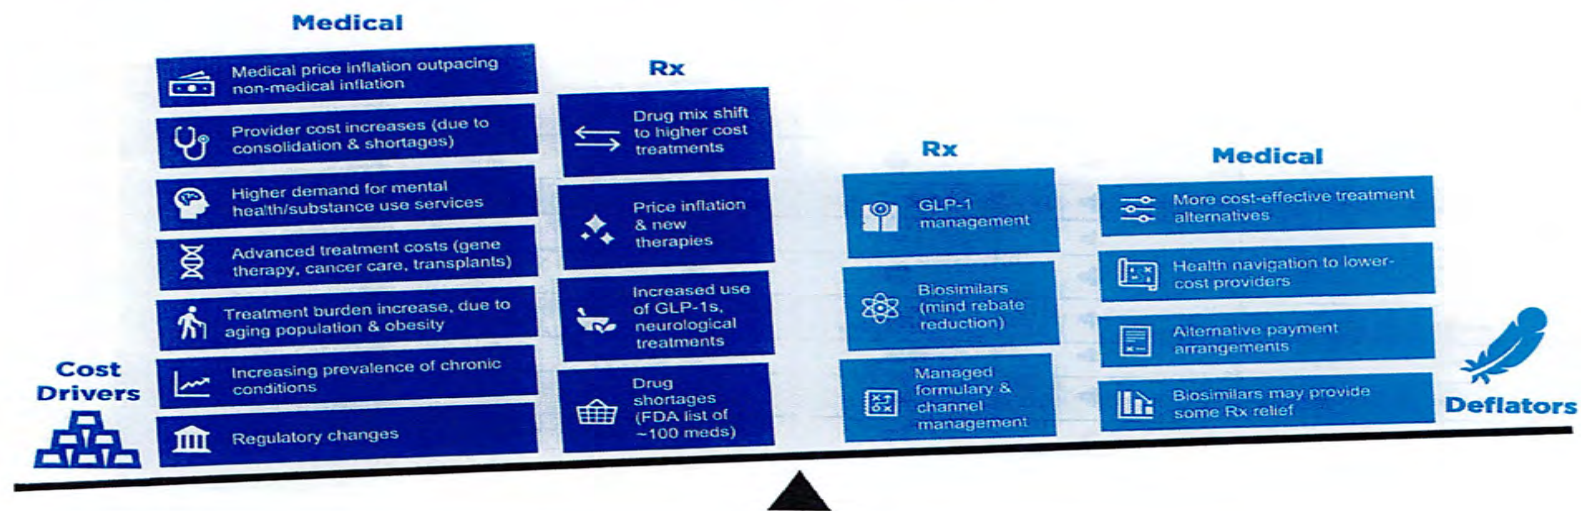 Medical
Medical price inflation outpacing
non-medical inflation
Provider cost increases (due to
consolidation & shortages)
Higher demand for mental
health/substance use services
Advanced treatment costs (gene
therapy, cancer care, transplants)
Treatment burden increase, due to
aging population & obesity
Increasing prevalence of chronic
conditions
Regulatory changes
Cost
Drivers
Rx
Drug mix shift
to higher cost
treatments
Price inflation
& new
therapies
Increased use
of GLP-1s,
neurological
treatments
Drug
shortages
(FDA list of
~100 meds)
Rx
GLP-1
management
Biosimilars
(mind rebate
reduction)
Managed
formulary &
channel
management
Medical
More cost-effective treatment
alternatives
Health navigation to lower-
cost providers
Alternative payment
arrangements
Biosimilars may provide
some Rx relief
Deflators